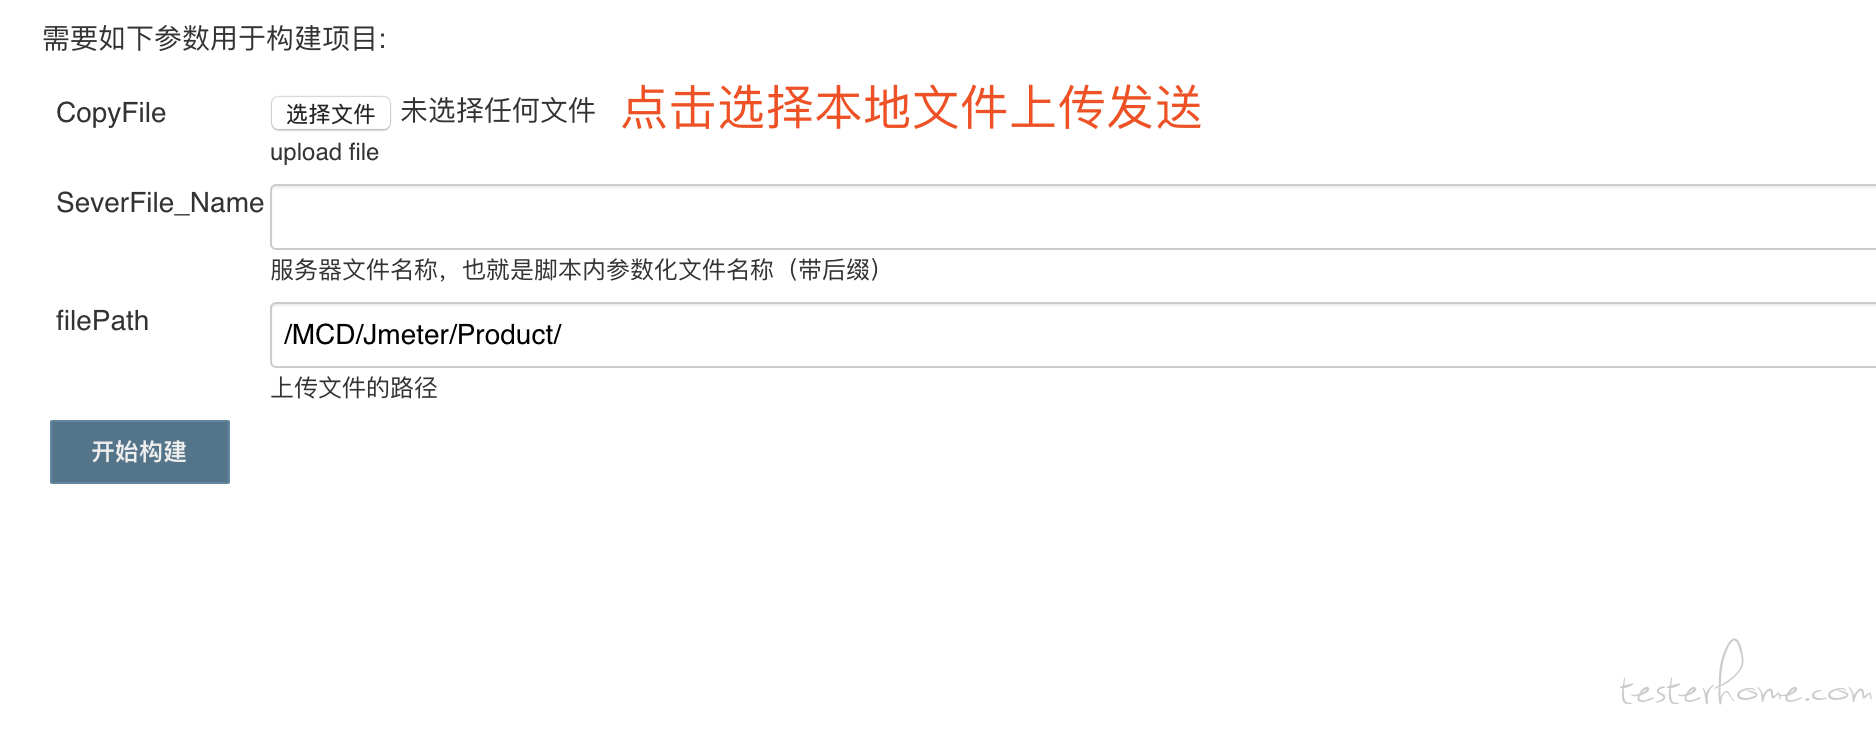 需要如下参数用于构建项目:
CopyFile
选择文件 未选择任何文件 点击选择本地文件上传发送
upload file
SeverFile_Name
服务器文件名称，也就是脚本内参数化文件名称（带后缀）
filePath
/MCD/Jmeter/Product/
上传文件的路径
开始构建
testerhome.com